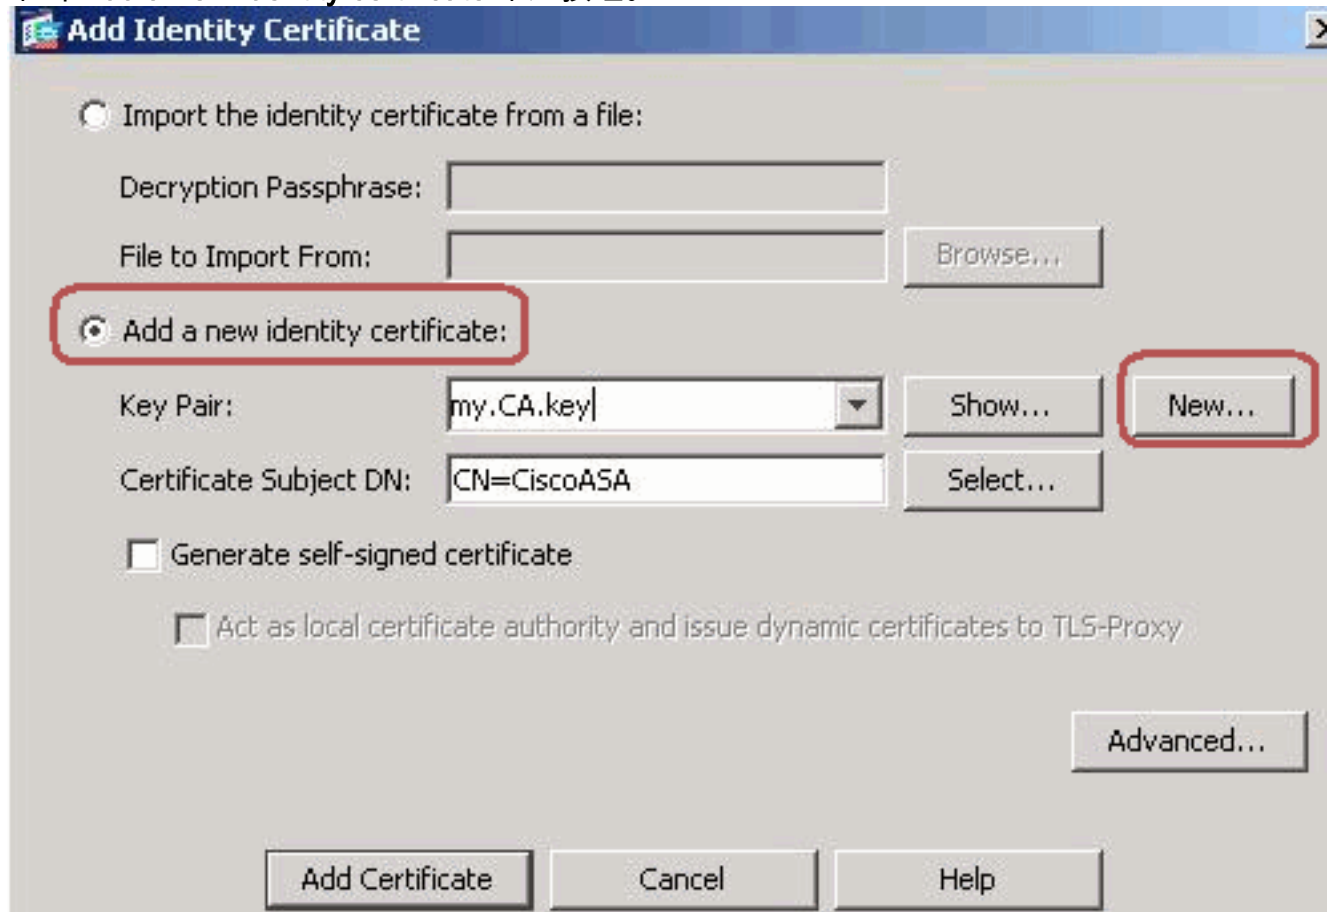 Add Identity Certificate
Import the identity certificate from a file:
Decryption Passphrase:
File to Import From: Browse...
Add a new identity certificate:
Key Pair: my.CA.key Show... New...
Certificate Subject DN: CN=CiscoASA Select...
Generate self-signed certificate
Act as local certificate authority and issue dynamic certificates to TLS-Proxy
Advanced...
Add Certificate Cancel Help